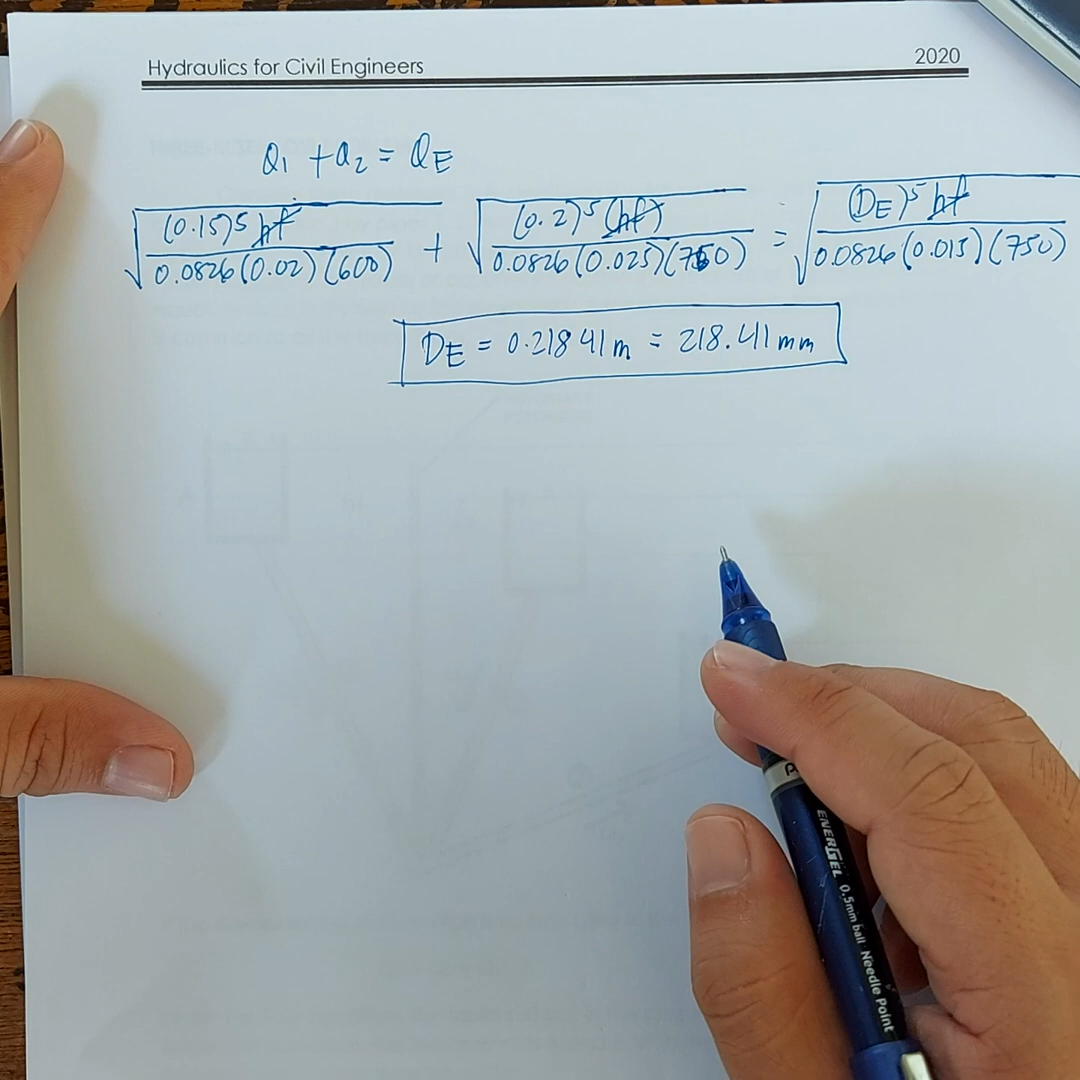 Hydraulics for Civil Engineers 2020
Q1 + Q2 = QE
√((0.15)^5 hf / 0.0826 (0.02) (600)) + √((0.2)^5 (hf) / 0.0826 (0.025) (750)) = √((DE)^5 hf / 0.0826 (0.015) (750))
DE = 0.21841 m = 218.41 mm
ENERGEL 0.5mm ball Needle Point